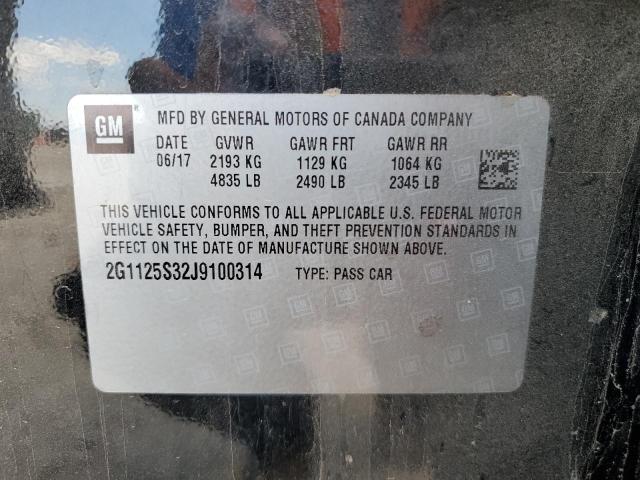 GM
MFD BY GENERAL MOTORS OF CANADA COMPANY
DATE GVWR GAWR FRT GAWR RR
06/17 2193 KG 1129 KG 1064 KG
4835 LB 2490 LB 2345 LB
THIS VEHICLE CONFORMS TO ALL APPLICABLE U.S. FEDERAL MOTOR
VEHICLE SAFETY, BUMPER, AND THEFT PREVENTION STANDARDS IN
EFFECT ON THE DATE OF MANUFACTURE SHOWN ABOVE.
2G1125S32J9100314 TYPE: PASS CAR